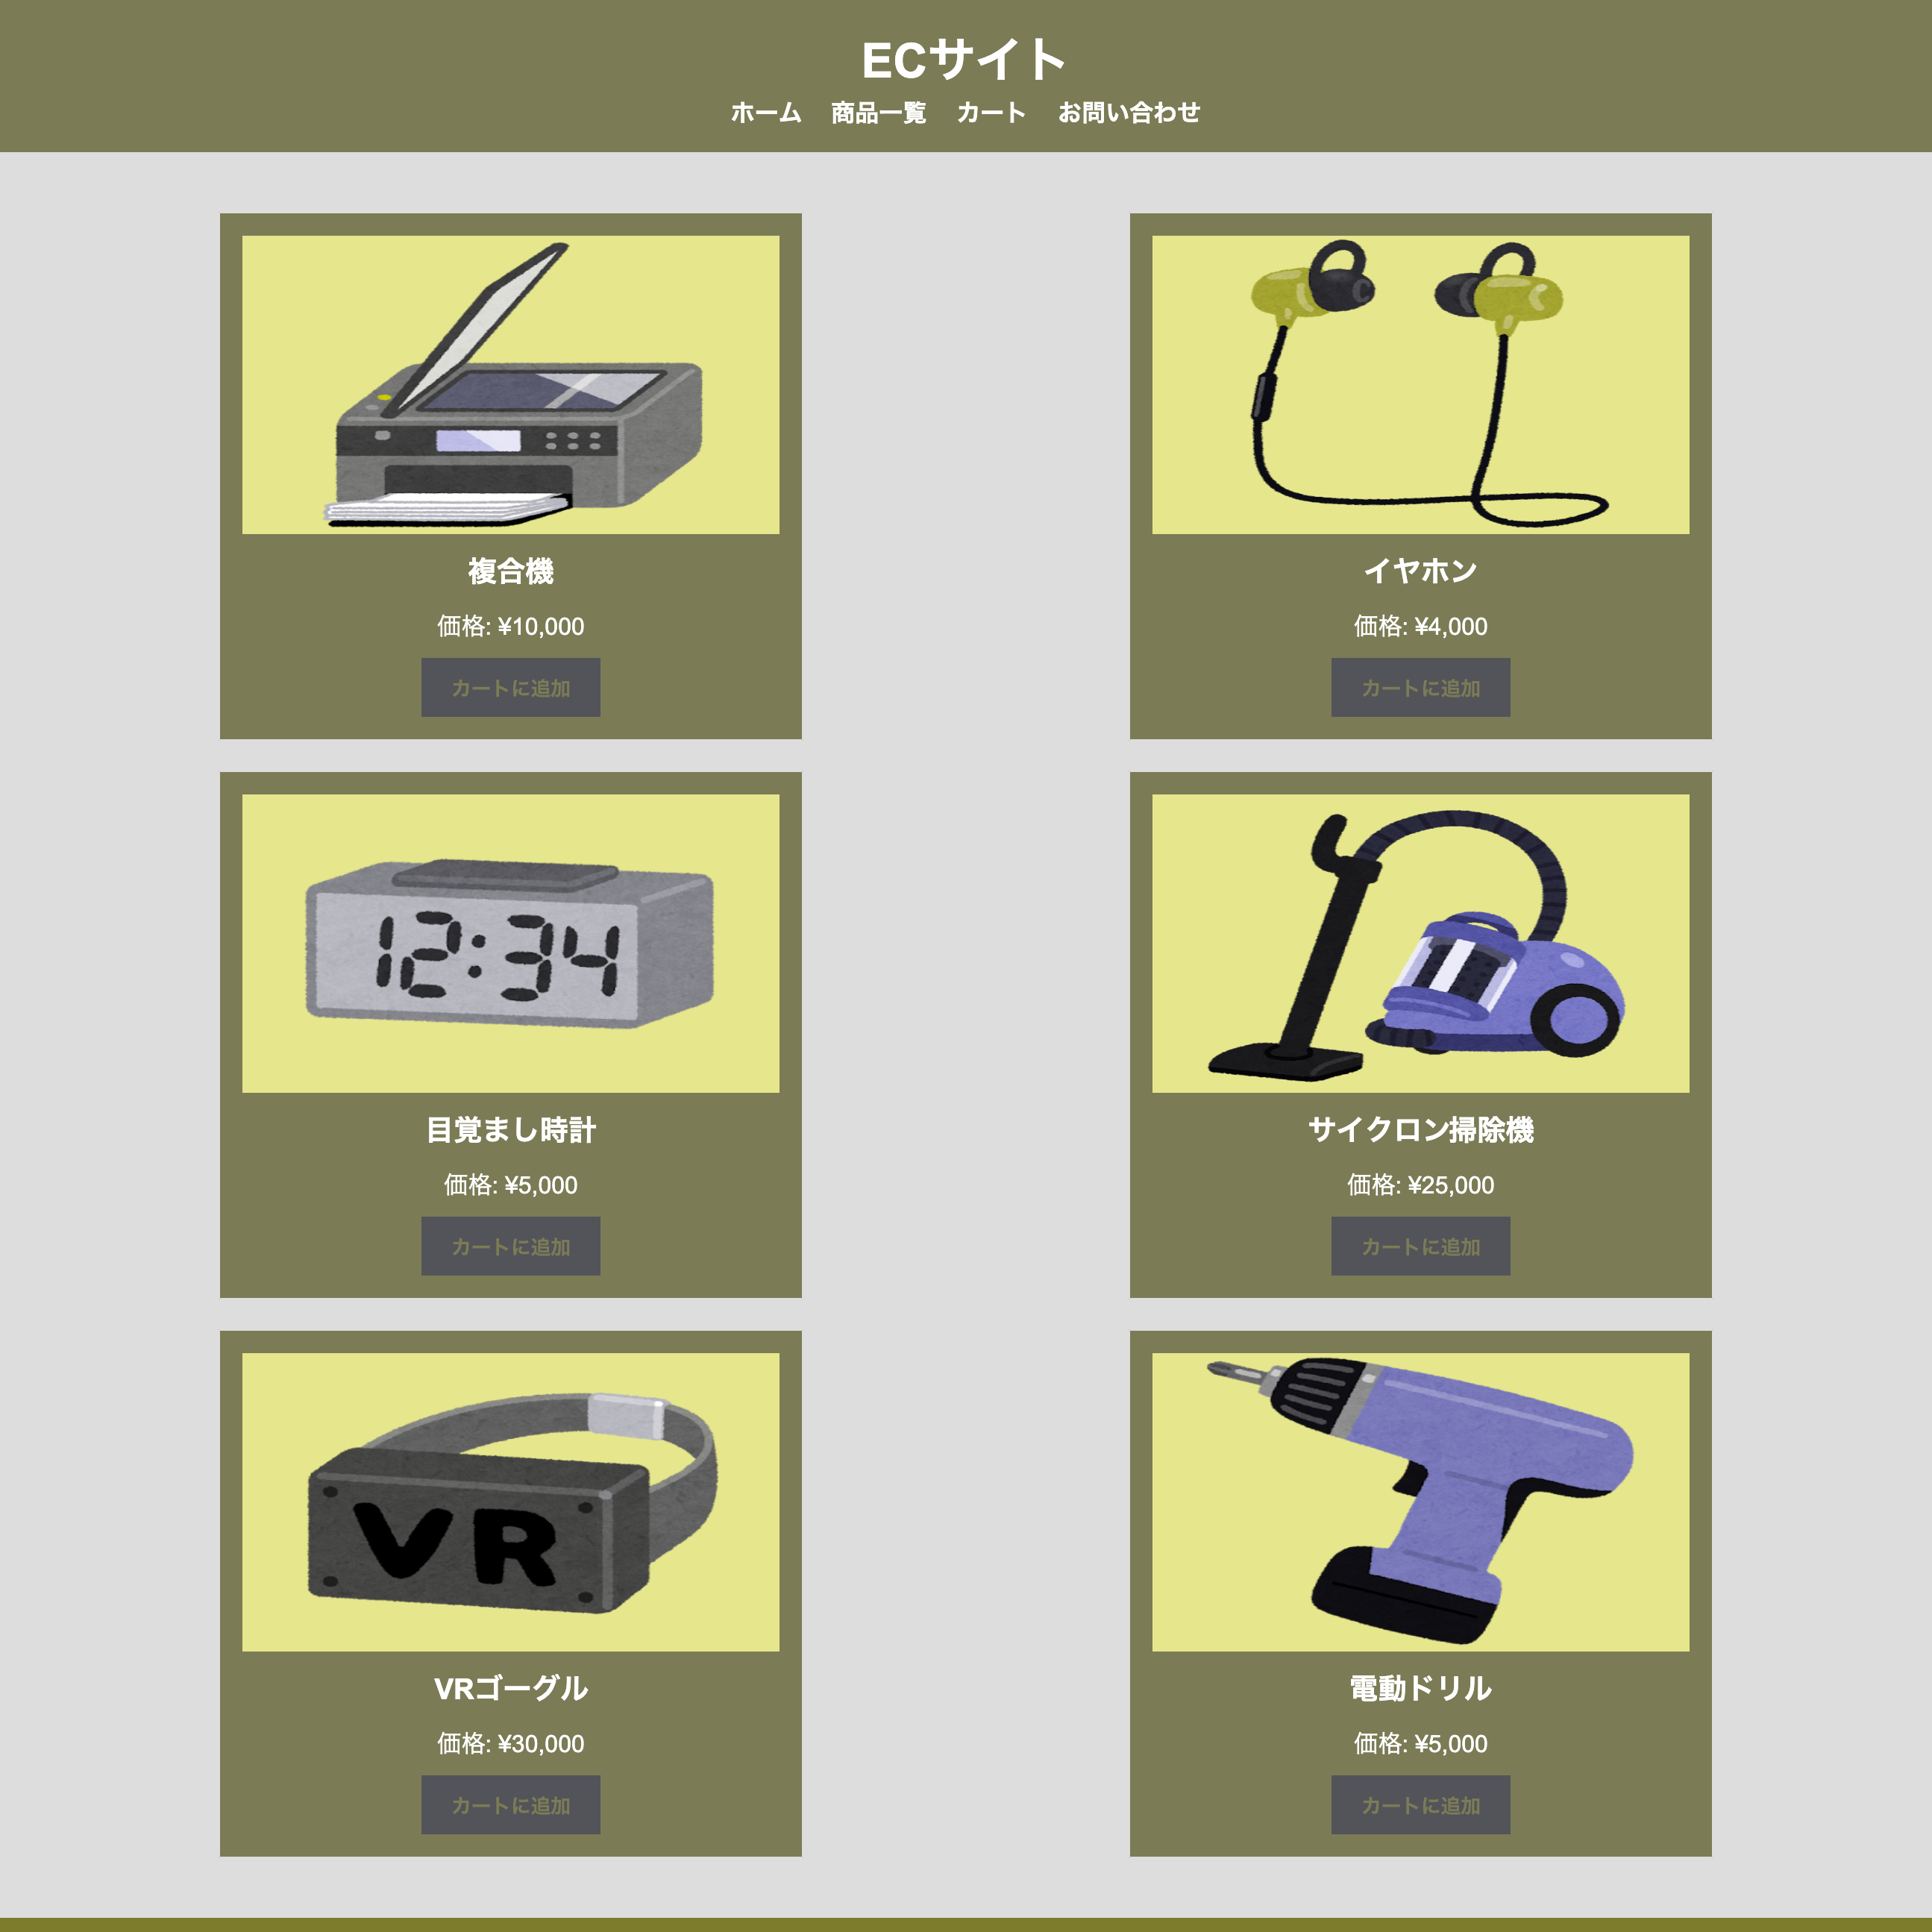 ECサイト
ホーム 商品一覧 カート お問い合わせ
複合機
価格: ¥10,000
カートに追加
イヤホン
価格: ¥4,000
カートに追加
12:34
目覚まし時計
価格: ¥5,000
カートに追加
サイクロン掃除機
価格: ¥25,000
カートに追加
VR
VRゴーグル
価格: ¥30,000
カートに追加
電動ドリル
価格: ¥5,000
カートに追加